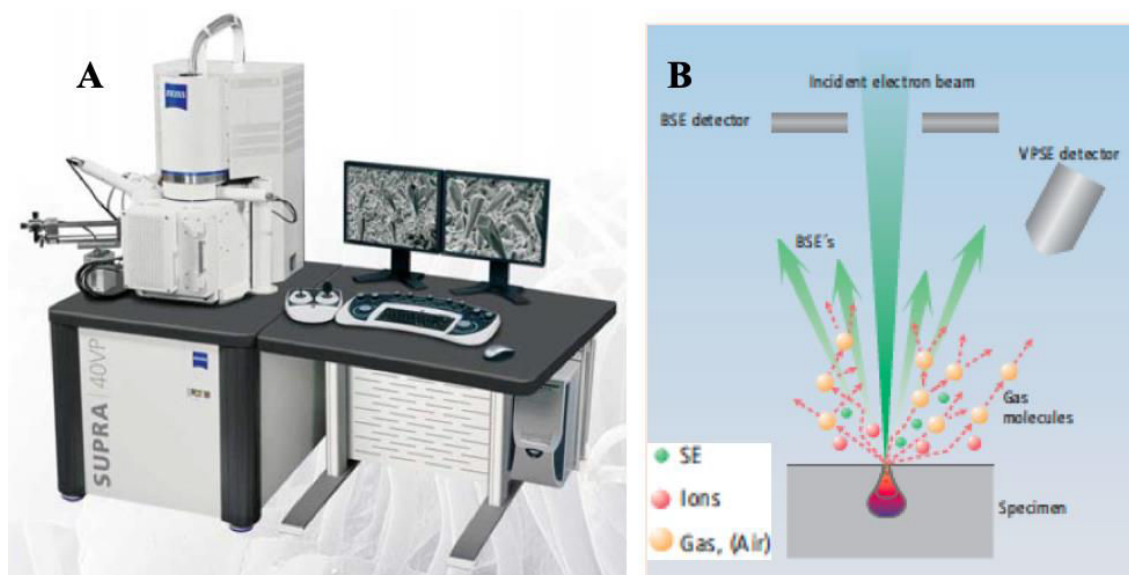 A
ZEISS
SUPRA 40VP
B
Incident electron beam
BSE detector
VPSE detector
BSE's
Gas
molecules
SE
Ions
Gas, (Air)
Specimen